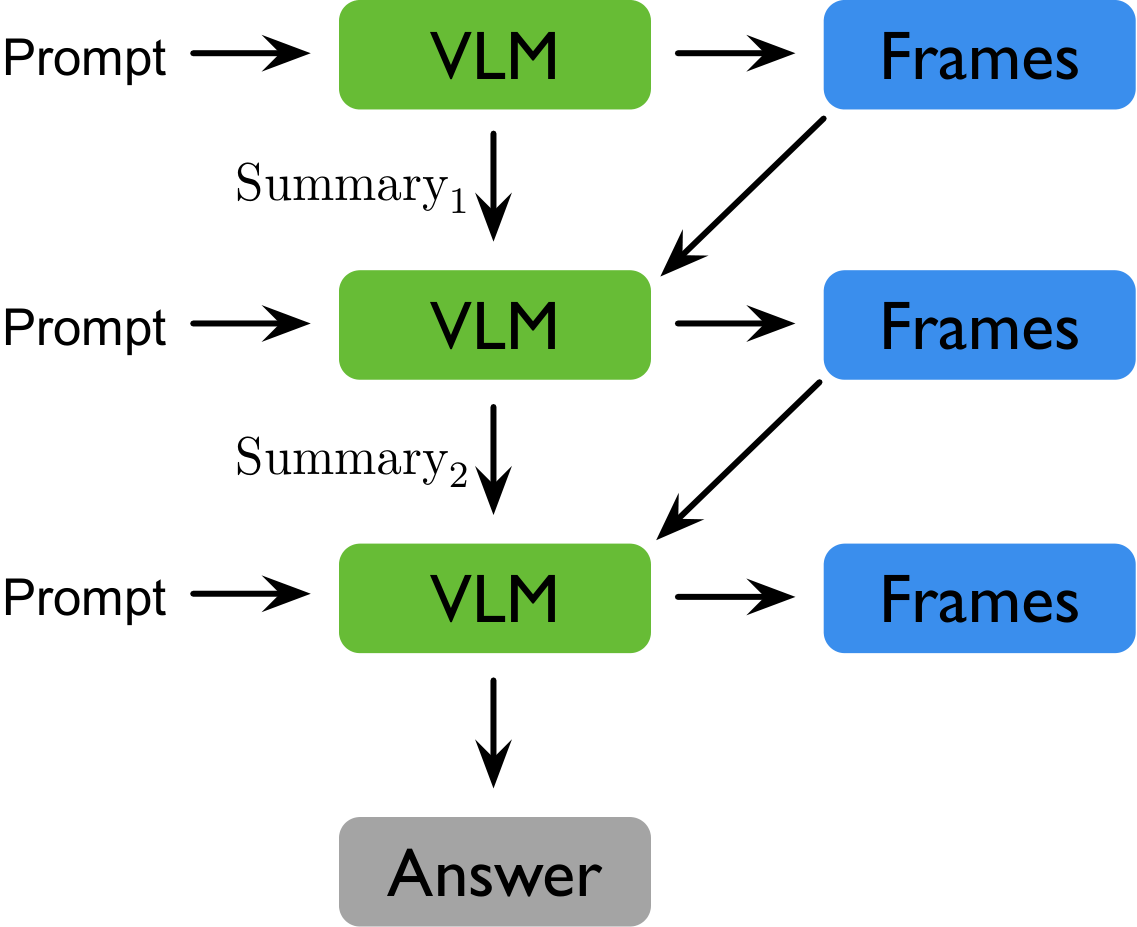 Prompt VLM Frames
Summary₁
Prompt VLM Frames
Summary₂
Prompt VLM Frames
Answer